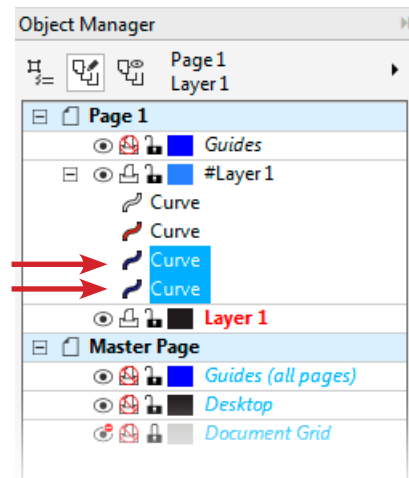 Object Manager
Page 1
Layer 1
Page 1
Guides
#Layer 1
Curve
Curve
Curve
Curve
Layer 1
Master Page
Guides (all pages)
Desktop
Document Grid